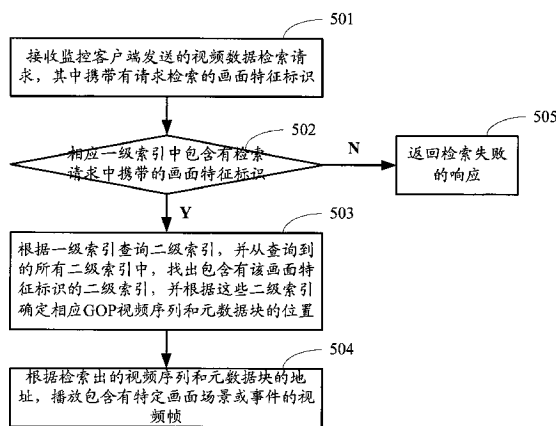 501
接收监控客户端发送的视频数据检索请
求，其中携带有请求检索的画面特征标识
502
相应一级索引中包含有检索
请求中携带的画面特征标识
N
505
返回检索失败
的响应
Y
503
根据一级索引查询二级索引，并从查询到
的所有二级索引中，找出包含有该画面特
征标识的二级索引，并根据这些二级索引
确定相应GOP视频序列和元数据块的位置
504
根据检索出的视频序列和元数据块的地
址，播放包含有特定画面场景或事件的视
频帧